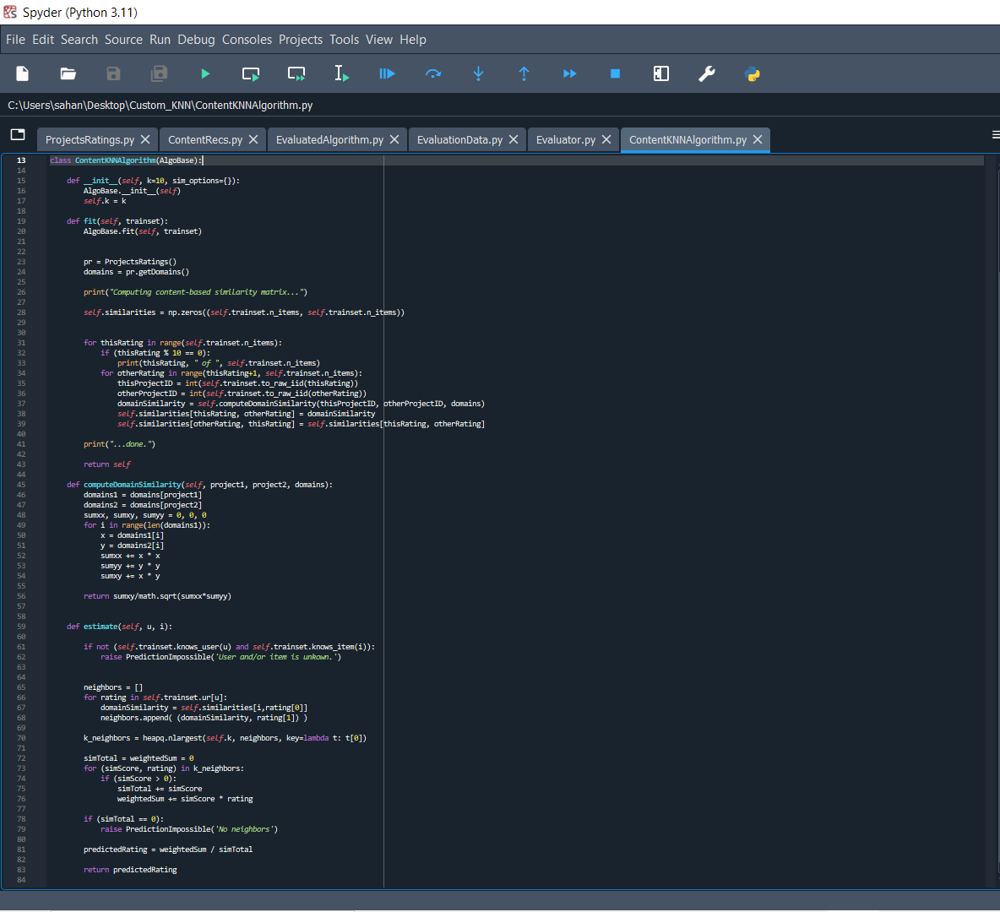 Spyder (Python 3.11)
File Edit Search Source Run Debug Consoles Projects Tools View Help
C:\Users\sahan\Desktop\Custom_KNN\ContentKNNAlgorithm.py
ProjectsRatings.py ContentRecs.py EvaluatedAlgorithm.py EvaluationData.py Evaluator.py ContentKNNAlgorithm.py
13 class ContentKNNAlgorithm(AlgoBase):
14
15     def __init__(self, k=10, sim_options={}):
16         AlgoBase.__init__(self)
17         self.k = k
18
19     def fit(self, trainset):
20         AlgoBase.fit(self, trainset)
21
22
23         pr = ProjectsRatings()
24         domains = pr.getDomains()
25
26         print("Computing content-based similarity matrix...")
27
28         self.similarities = np.zeros((self.trainset.n_items, self.trainset.n_items))
29
30
31         for thisRating in range(self.trainset.n_items):
32             if (thisRating % 10 == 0):
33                 print(thisRating, " of ", self.trainset.n_items)
34             for otherRating in range(thisRating+1, self.trainset.n_items):
35                 thisProjectID = int(self.trainset.to_raw_iid(thisRating))
36                 otherProjectID = int(self.trainset.to_raw_iid(otherRating))
37                 domainSimilarity = self.computeDomainSimilarity(thisProjectID, otherProjectID, domains)
38                 self.similarities[thisRating, otherRating] = domainSimilarity
39                 self.similarities[otherRating, thisRating] = self.similarities[thisRating, otherRating]
40
41         print("...done.")
42
43         return self
44
45     def computeDomainSimilarity(self, project1, project2, domains):
46         domains1 = domains[project1]
47         domains2 = domains[project2]
48         sumxx, sumxy, sumyy = 0, 0, 0
49         for i in range(len(domains1)):
50             x = domains1[i]
51             y = domains2[i]
52             sumxx += x * x
53             sumyy += y * y
54             sumxy += x * y
55
56         return sumxy/math.sqrt(sumxx*sumyy)
57
58
59     def estimate(self, u, i):
60
61         if not (self.trainset.knows_user(u) and self.trainset.knows_item(i)):
62             raise PredictionImpossible('User and/or item is unkown.')
63
64
65         neighbors = []
66         for rating in self.trainset.ur[u]:
67             domainSimilarity = self.similarities[i,rating[0]]
68             neighbors.append( (domainSimilarity, rating[1]) )
69
70         k_neighbors = heapq.nlargest(self.k, neighbors, key=lambda t: t[0])
71
72         simTotal = weightedSum = 0
73         for (simScore, rating) in k_neighbors:
74             if (simScore > 0):
75                 simTotal += simScore
76                 weightedSum += simScore * rating
77
78         if (simTotal == 0):
79             raise PredictionImpossible('No neighbors')
80
81         predictedRating = weightedSum / simTotal
82
83         return predictedRating
84